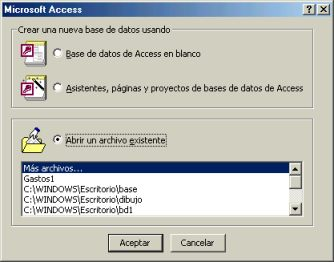 Microsoft Access
Crear una nueva base de datos usando
Base de datos de Access en blanco
Asistentes, páginas y proyectos de bases de datos de Access
Abrir un archivo existente
Más archivos...
Gastos1
C:\WINDOWS\Escritorio\base
C:\WINDOWS\Escritorio\dibujo
C:\WINDOWS\Escritorio\bd1
Aceptar
Cancelar